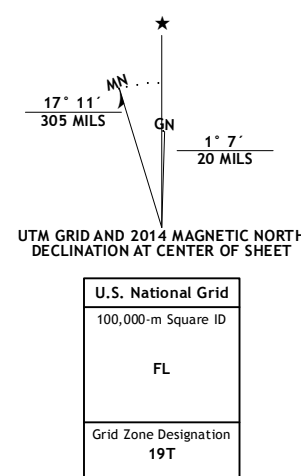 ★
MN
17° 11´
305 MILS
GN
1° 7´
20 MILS
UTM GRID AND 2014 MAGNETIC NORTH
DECLINATION AT CENTER OF SHEET
U.S. National Grid
100,000-m Square ID
FL
Grid Zone Designation
19T